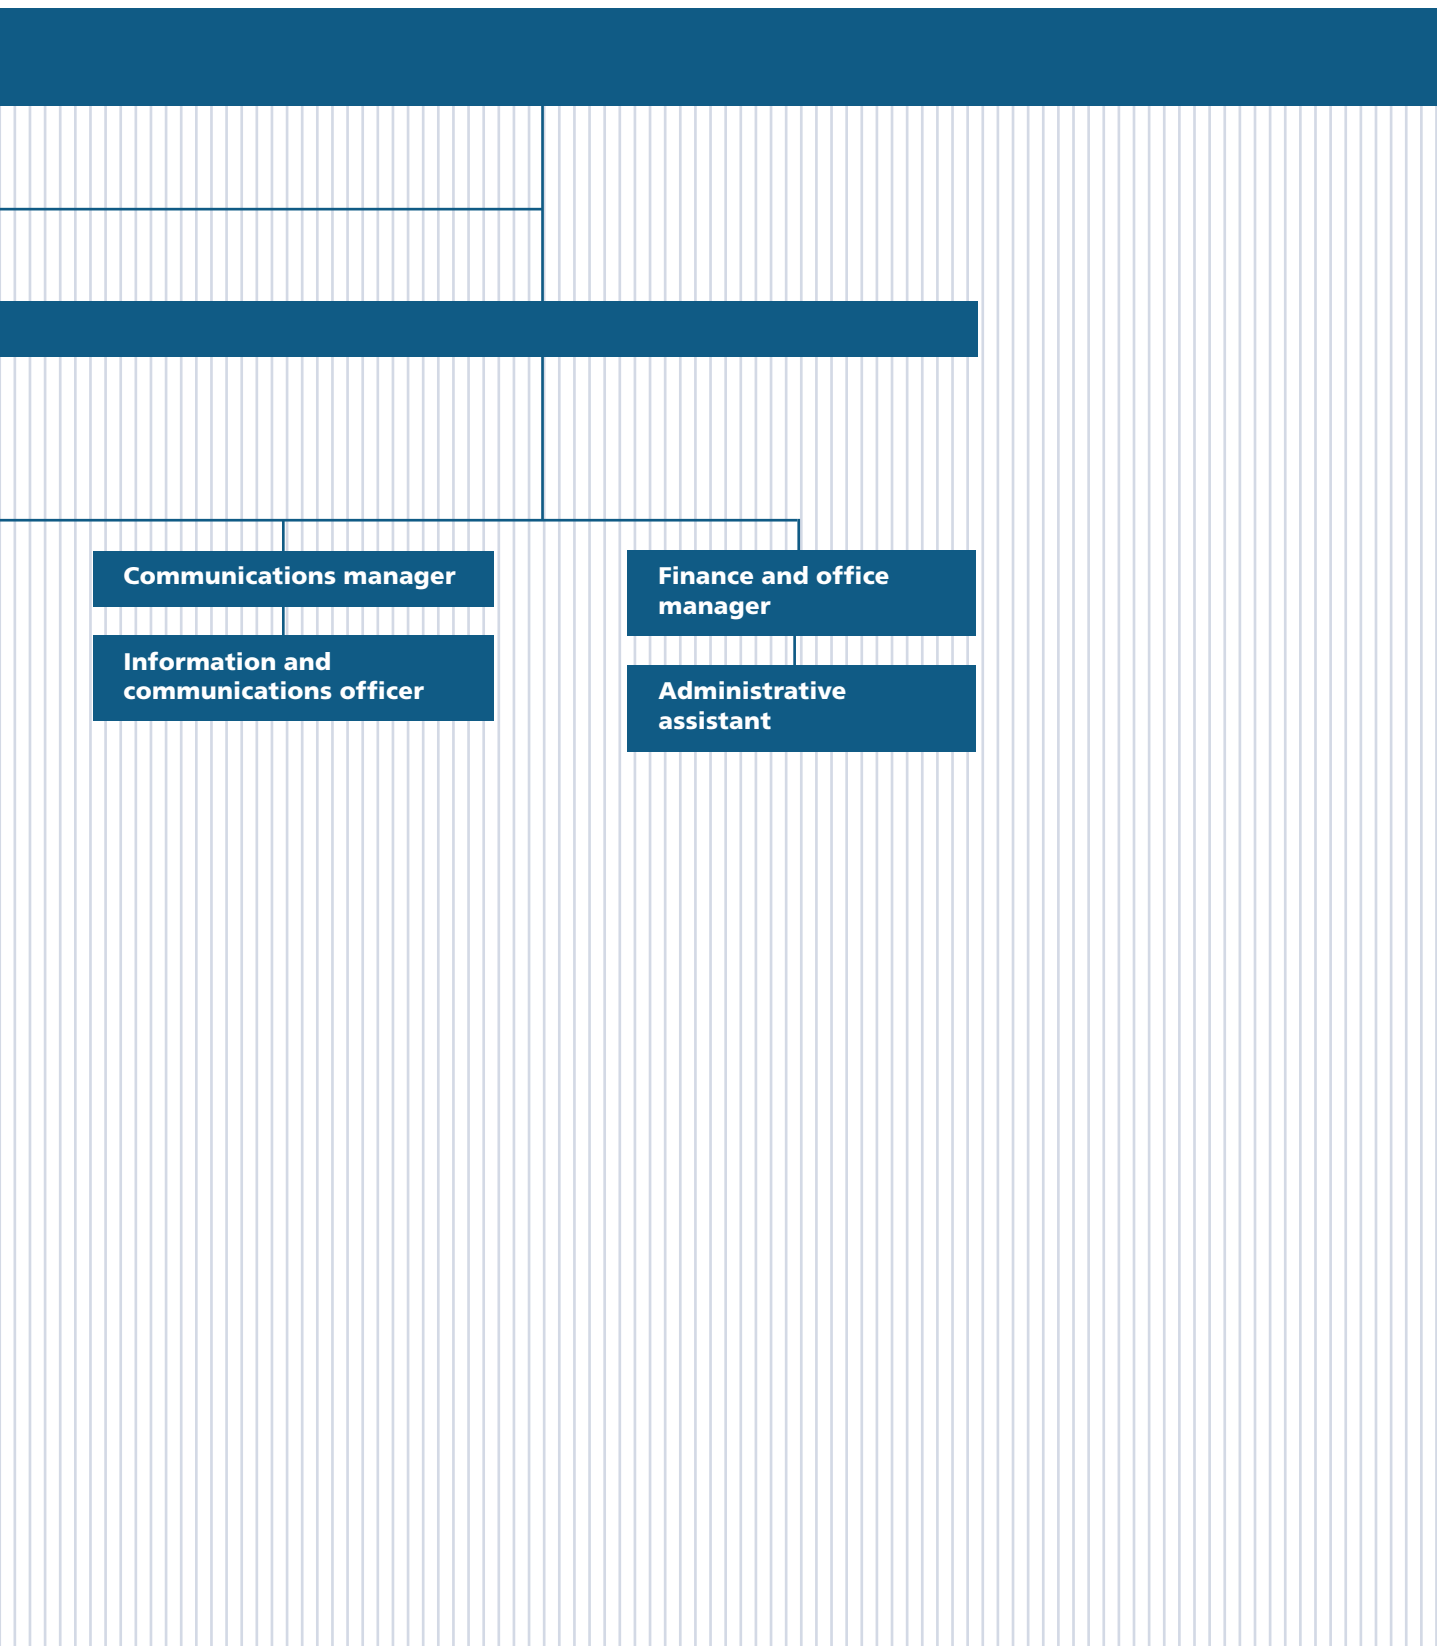 Communications manager
Information and
communications officer
Finance and office
manager
Administrative
assistant